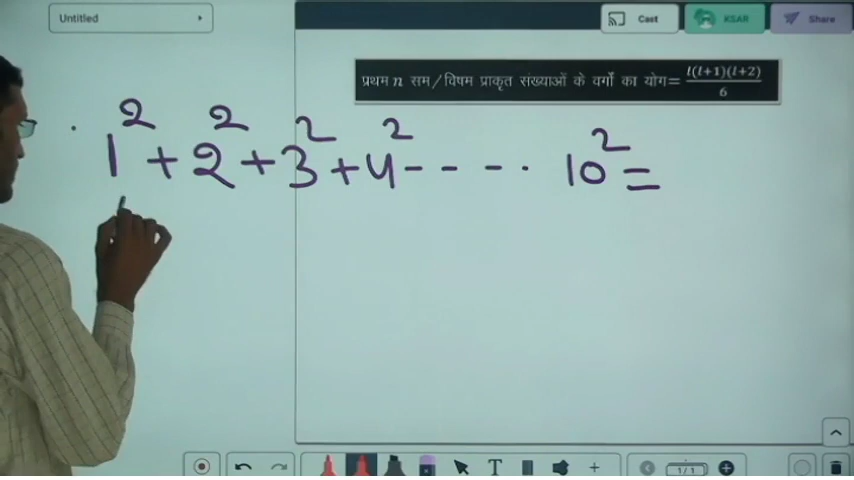 Untitled
Cast KSAR Share
प्रथम n सम/विषम प्राकृत संख्याओं के वर्गों का योग= l(l+1)(l+2)/6
1² + 2² + 3² + 4² - - - - · 10² =
T
+
1/1